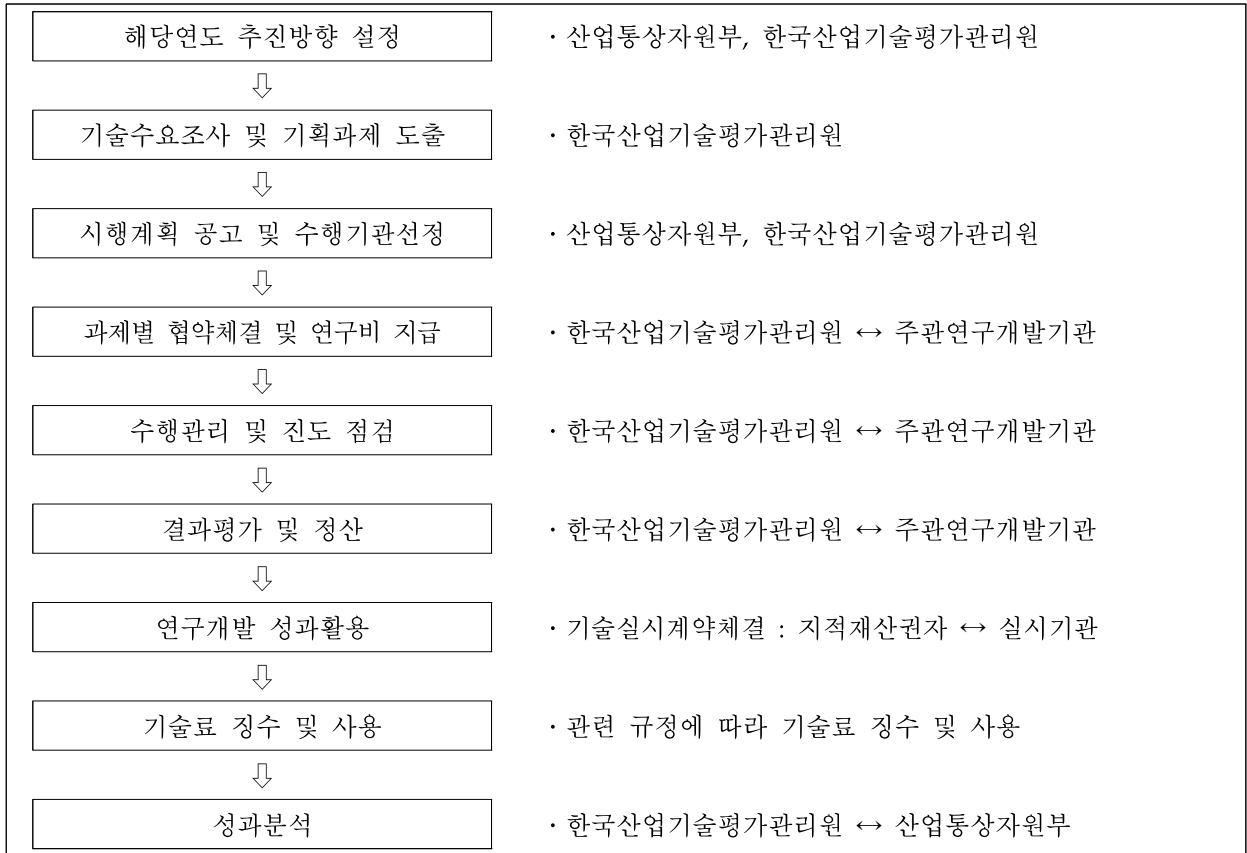 해당연도 추진방향 설정 · 산업통상자원부, 한국산업기술평가관리원
⇩
기술수요조사 및 기획과제 도출 · 한국산업기술평가관리원
⇩
시행계획 공고 및 수행기관선정 · 산업통상자원부, 한국산업기술평가관리원
⇩
과제별 협약체결 및 연구비 지급 · 한국산업기술평가관리원 ↔ 주관연구개발기관
⇩
수행관리 및 진도 점검 · 한국산업기술평가관리원 ↔ 주관연구개발기관
⇩
결과평가 및 정산 · 한국산업기술평가관리원 ↔ 주관연구개발기관
⇩
연구개발 성과활용 · 기술실시계약체결 : 지적재산권자 ↔ 실시기관
⇩
기술료 징수 및 사용 · 관련 규정에 따라 기술료 징수 및 사용
⇩
성과분석 · 한국산업기술평가관리원 ↔ 산업통상자원부